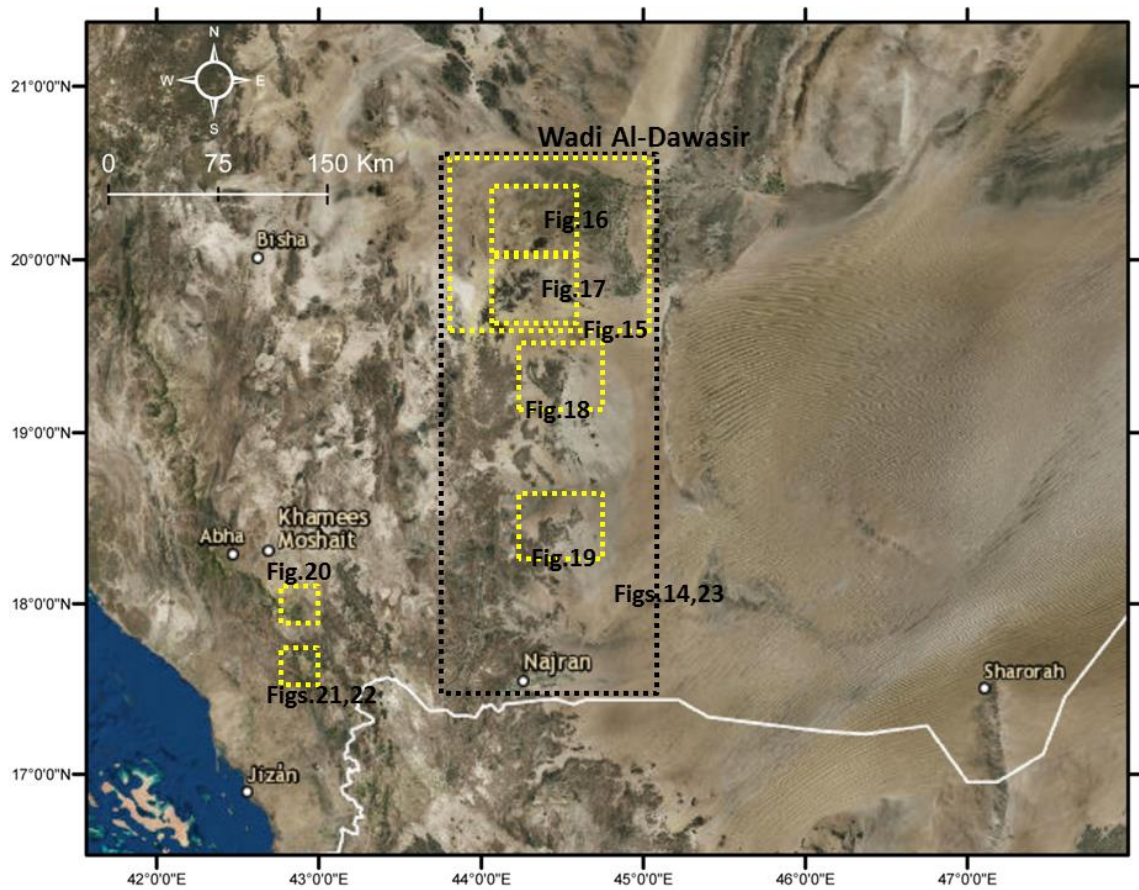 N
W E
S
21°0'0"N
0 75 150 Km
Wadi Al-Dawasir
Fig.16
Bisha
20°0'0"N
Fig.17
Fig.15
19°0'0"N
Fig.18
Khamees
Moshait
Abha
Fig.19
Fig.20
18°0'0"N
Figs.14,23
Najran
Sharorah
Figs.21,22
17°0'0"N
Jizan
42°0'0"E 43°0'0"E 44°0'0"E 45°0'0"E 46°0'0"E 47°0'0"E